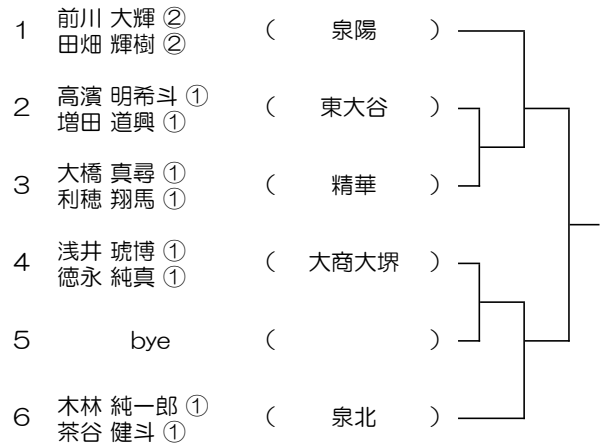 1 前川 大輝 ② ( 泉陽 )
田畑 輝樹 ②
2 高濱 明希斗 ① ( 東大谷 )
増田 道興 ①
3 大橋 真尋 ① ( 精華 )
利穂 翔馬 ①
4 浅井 琥博 ① ( 大商大堺 )
徳永 純真 ①
5 bye ( )
6 木林 純一郎 ① ( 泉北 )
茶谷 健斗 ①